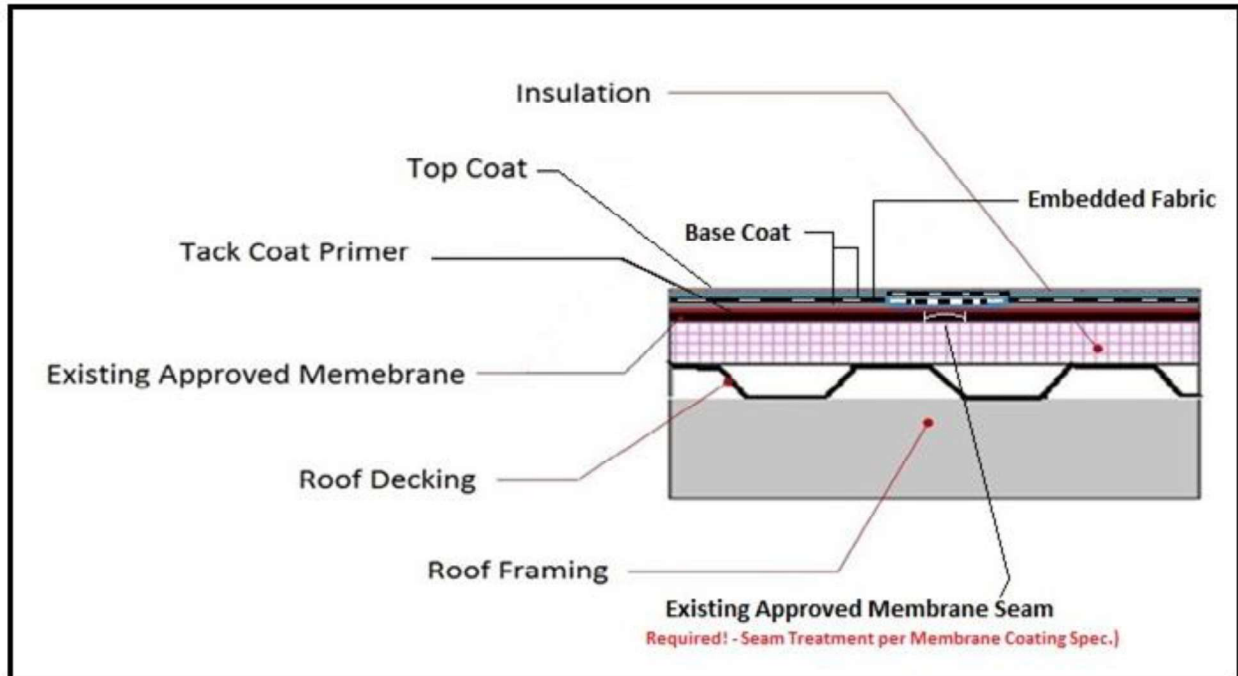 Insulation
Top Coat
Embedded Fabric
Base Coat
Tack Coat Primer
Existing Approved Memebrane
Roof Decking
Roof Framing
Existing Approved Membrane Seam
Required! - Seam Treatment per Membrane Coating Spec.)